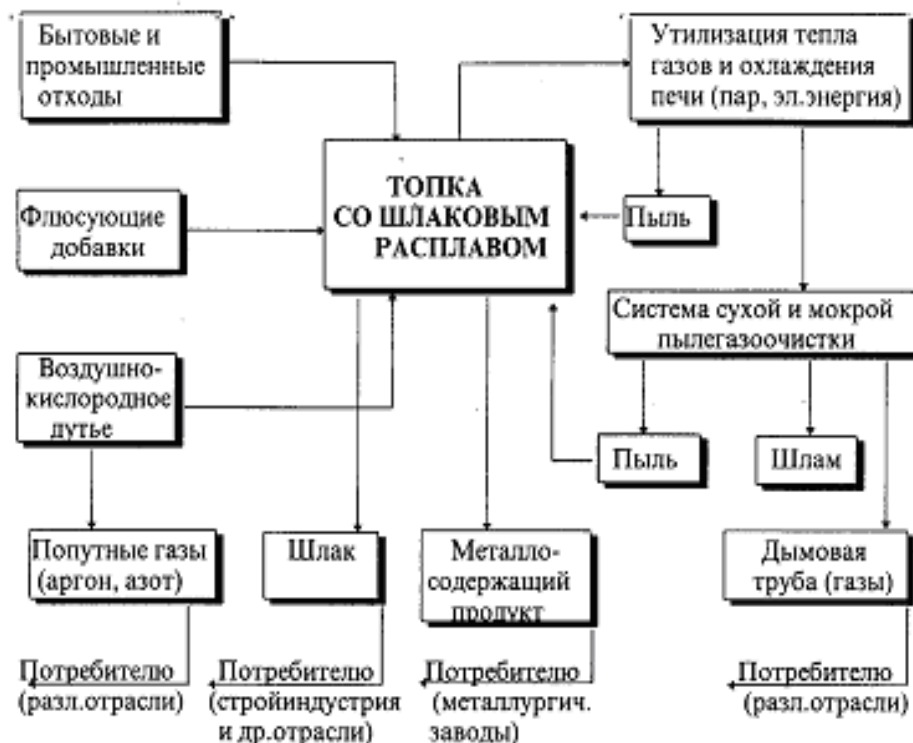 Бытовые и
промышленные
отходы
Утилизация тепла
газов и охлаждения
печи (пар, эл.энергия)
ТОПКА
СО ШЛАКОВЫМ
РАСПЛАВОМ
Флюсующие
добавки
Пыль
Система сухой и мокрой
пылегазоочистки
Воздушно-
кислородное
дутье
Пыль
Шлам
Попутные газы
(аргон, азот)
Шлак
Металло-
содержащий
продукт
Дымовая
труба (газы)
Потребителю
(разл.отрасли)
Потребителю
(стройиндустрия
и др.отрасли)
Потребителю
(металлургич.
заводы)
Потребителю
(разл.отрасли)